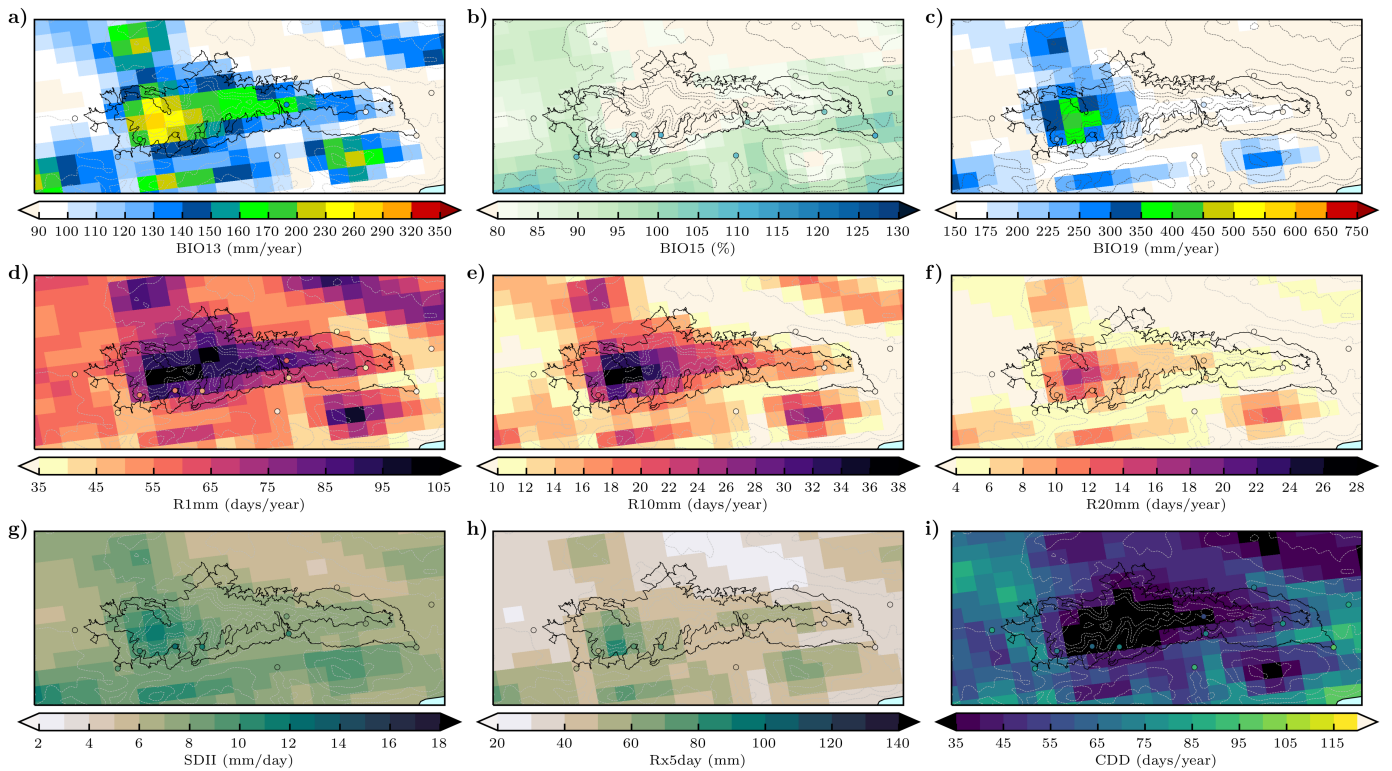 a) b) c)
90 100 110 120 130 140 150 160 170 200 230 260 290 320 350
BIO13 (mm/year)
80 85 90 95 97 100 105 110 115 120 125 127 130
BIO15 (%)
150 175 200 225 250 300 350 400 450 500 550 600 650 750
BIO19 (mm/year)
d) e) f)
35 45 55 65 75 85 95 105
R1mm (days/year)
10 12 14 16 18 20 22 24 26 28 30 32 34 36 38
R10mm (days/year)
4 6 8 10 12 14 16 18 20 22 24 26 28
R20mm (days/year)
g) h) i)
2 4 6 8 10 12 14 16 18
SDII (mm/day)
20 40 60 80 100 120 140
Rx5day (mm)
35 45 55 65 75 85 95 105 115
CDD (days/year)